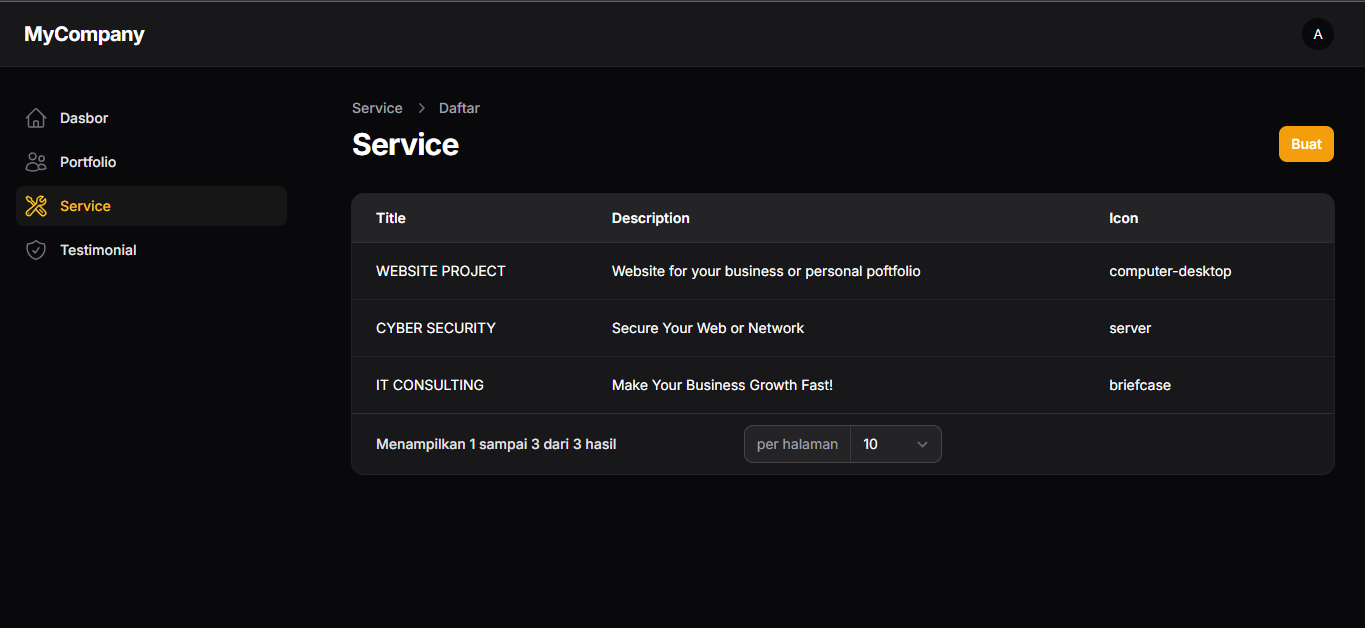 MyCompany
A
Dasbor
Portfolio
Service
Testimonial
Service > Daftar
Service
Buat
Title Description Icon
WEBSITE PROJECT Website for your business or personal poftfolio computer-desktop
CYBER SECURITY Secure Your Web or Network server
IT CONSULTING Make Your Business Growth Fast! briefcase
Menampilkan 1 sampai 3 dari 3 hasil per halaman 10